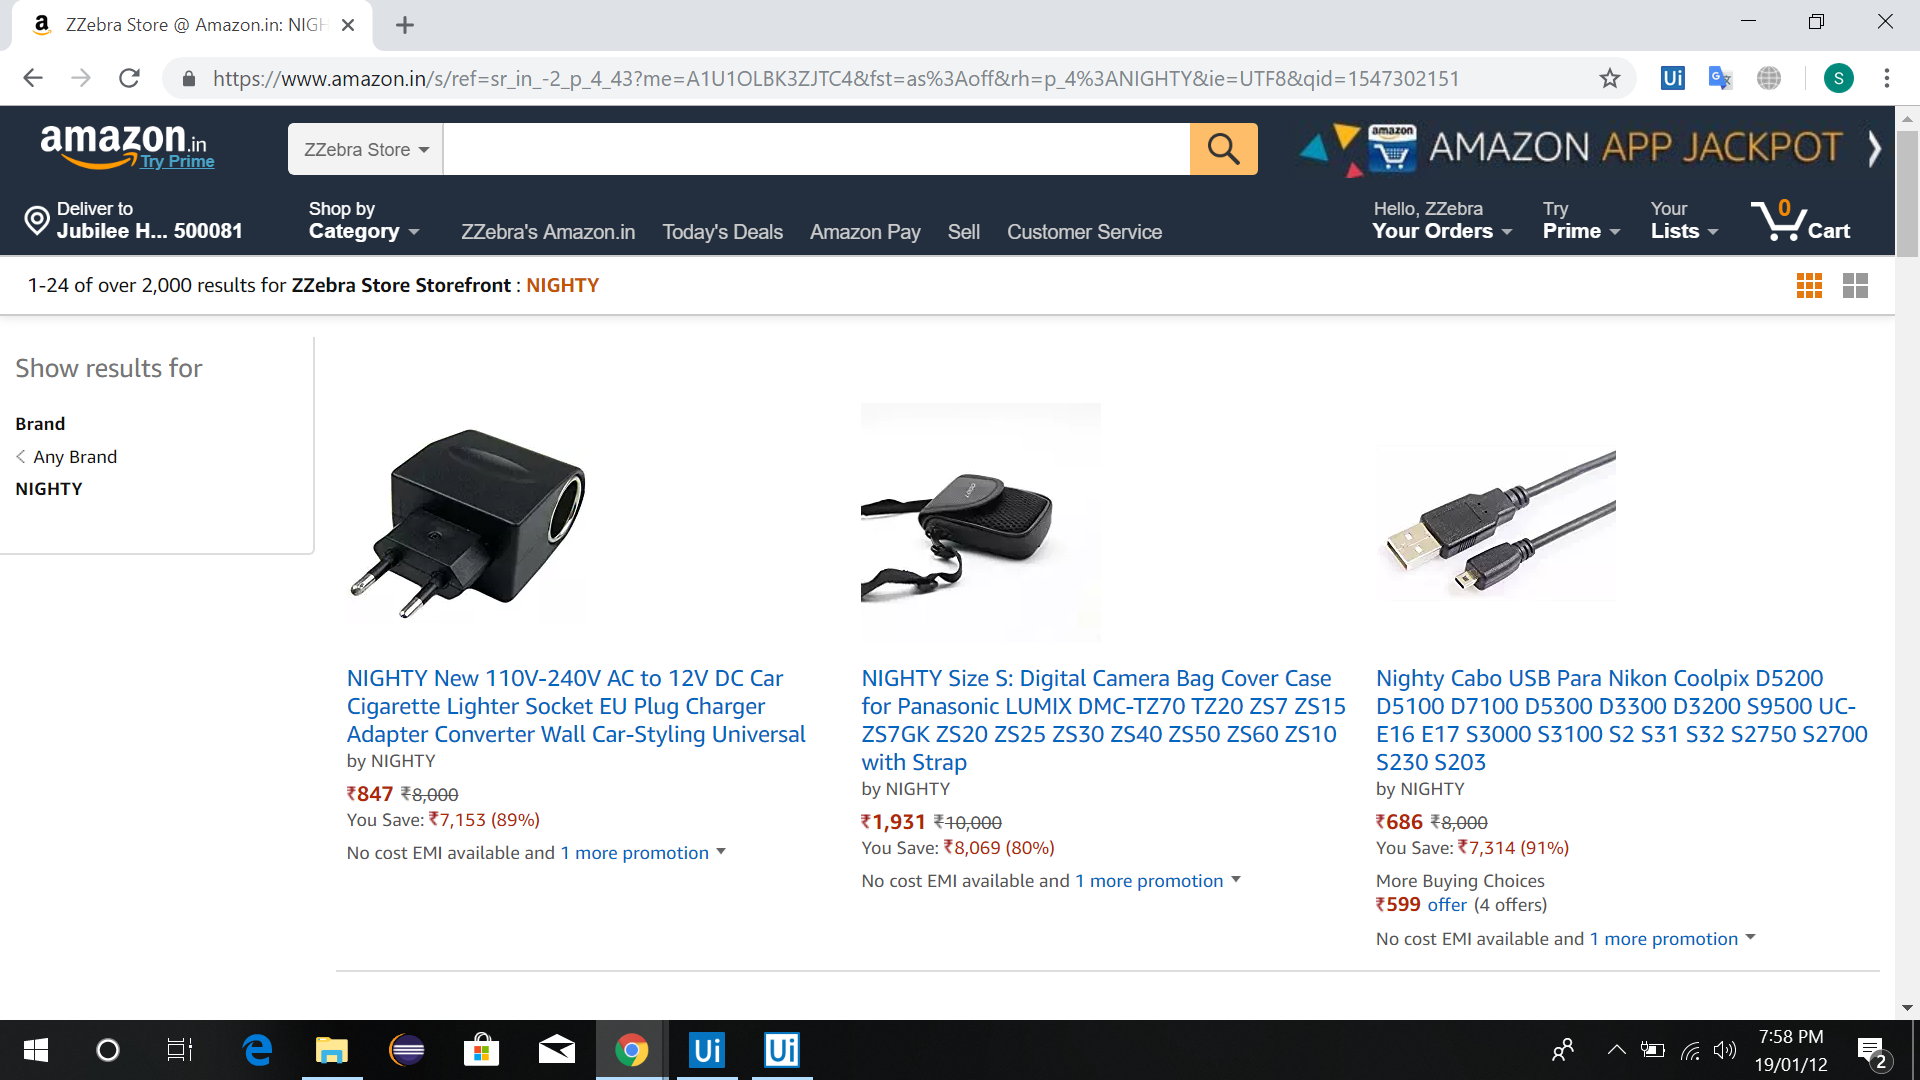 ZZebra Store @ Amazon.in: NIGH
https://www.amazon.in/s/ref=sr_in_-2_p_4_43?me=A1U1OLBK3ZJTC4&fst=as%3Aoff&rh=p_4%3ANIGHTY&ie=UTF8&qid=1547302151
Ui
G
S
amazon.in
Try Prime
ZZebra Store
amazon
AMAZON APP JACKPOT
Deliver to
Jubilee H... 500081
Shop by
Category
ZZebra's Amazon.in
Today's Deals
Amazon Pay
Sell
Customer Service
Hello, ZZebra
Your Orders
Try
Prime
Your
Lists
0
Cart
1-24 of over 2,000 results for ZZebra Store Storefront : NIGHTY
Show results for
Brand
Any Brand
NIGHTY
NIGHTY New 110V-240V AC to 12V DC Car
Cigarette Lighter Socket EU Plug Charger
Adapter Converter Wall Car-Styling Universal
by NIGHTY
₹847 ₹8,000
You Save: ₹7,153 (89%)
No cost EMI available and 1 more promotion
NIGHTY Size S: Digital Camera Bag Cover Case
for Panasonic LUMIX DMC-TZ70 TZ20 ZS7 ZS15
ZS7GK ZS20 ZS25 ZS30 ZS40 ZS50 ZS60 ZS10
with Strap
by NIGHTY
₹1,931 ₹10,000
You Save: ₹8,069 (80%)
No cost EMI available and 1 more promotion
Nighty Cabo USB Para Nikon Coolpix D5200
D5100 D7100 D5300 D3300 D3200 S9500 UC-
E16 E17 S3000 S3100 S2 S31 S32 S2750 S2700
S230 S203
by NIGHTY
₹686 ₹8,000
You Save: ₹7,314 (91%)
More Buying Choices
₹599 offer (4 offers)
No cost EMI available and 1 more promotion
Ui
Ui
7:58 PM
19/01/12
2